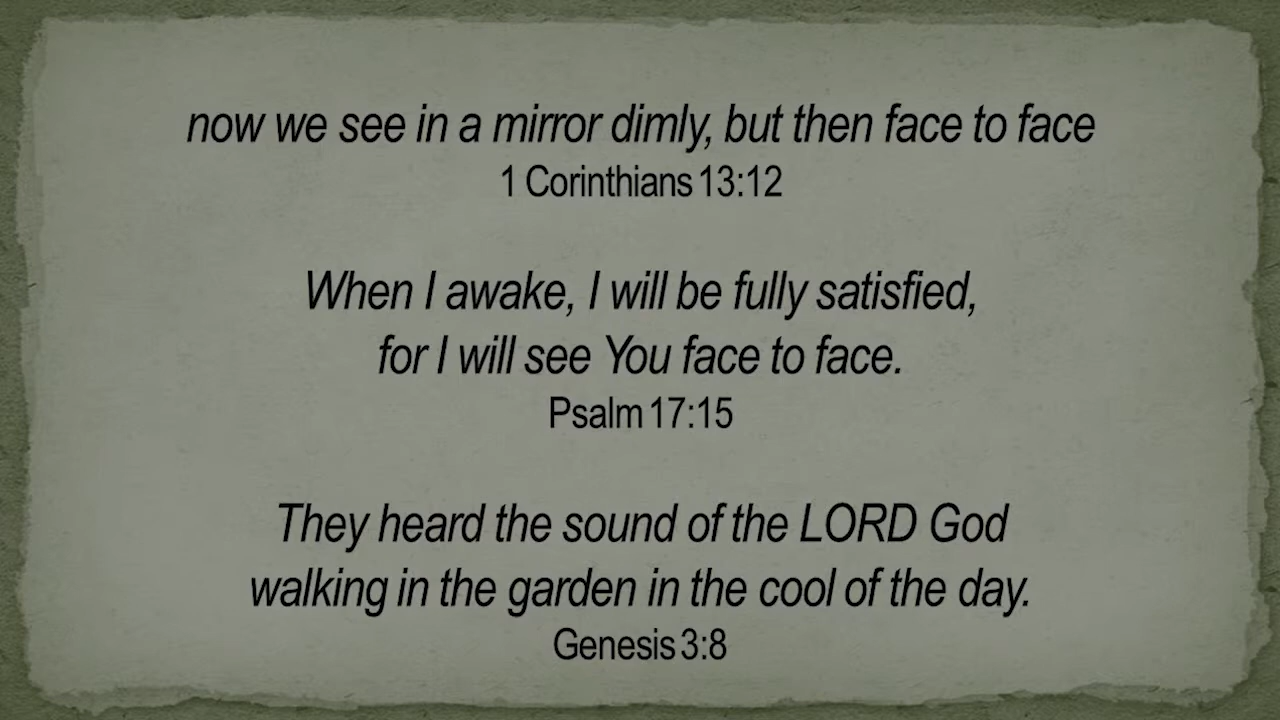 now we see in a mirror dimly, but then face to face
1 Corinthians 13:12
When I awake, I will be fully satisfied,
for I will see You face to face.
Psalm 17:15
They heard the sound of the LORD God
walking in the garden in the cool of the day.
Genesis 3:8